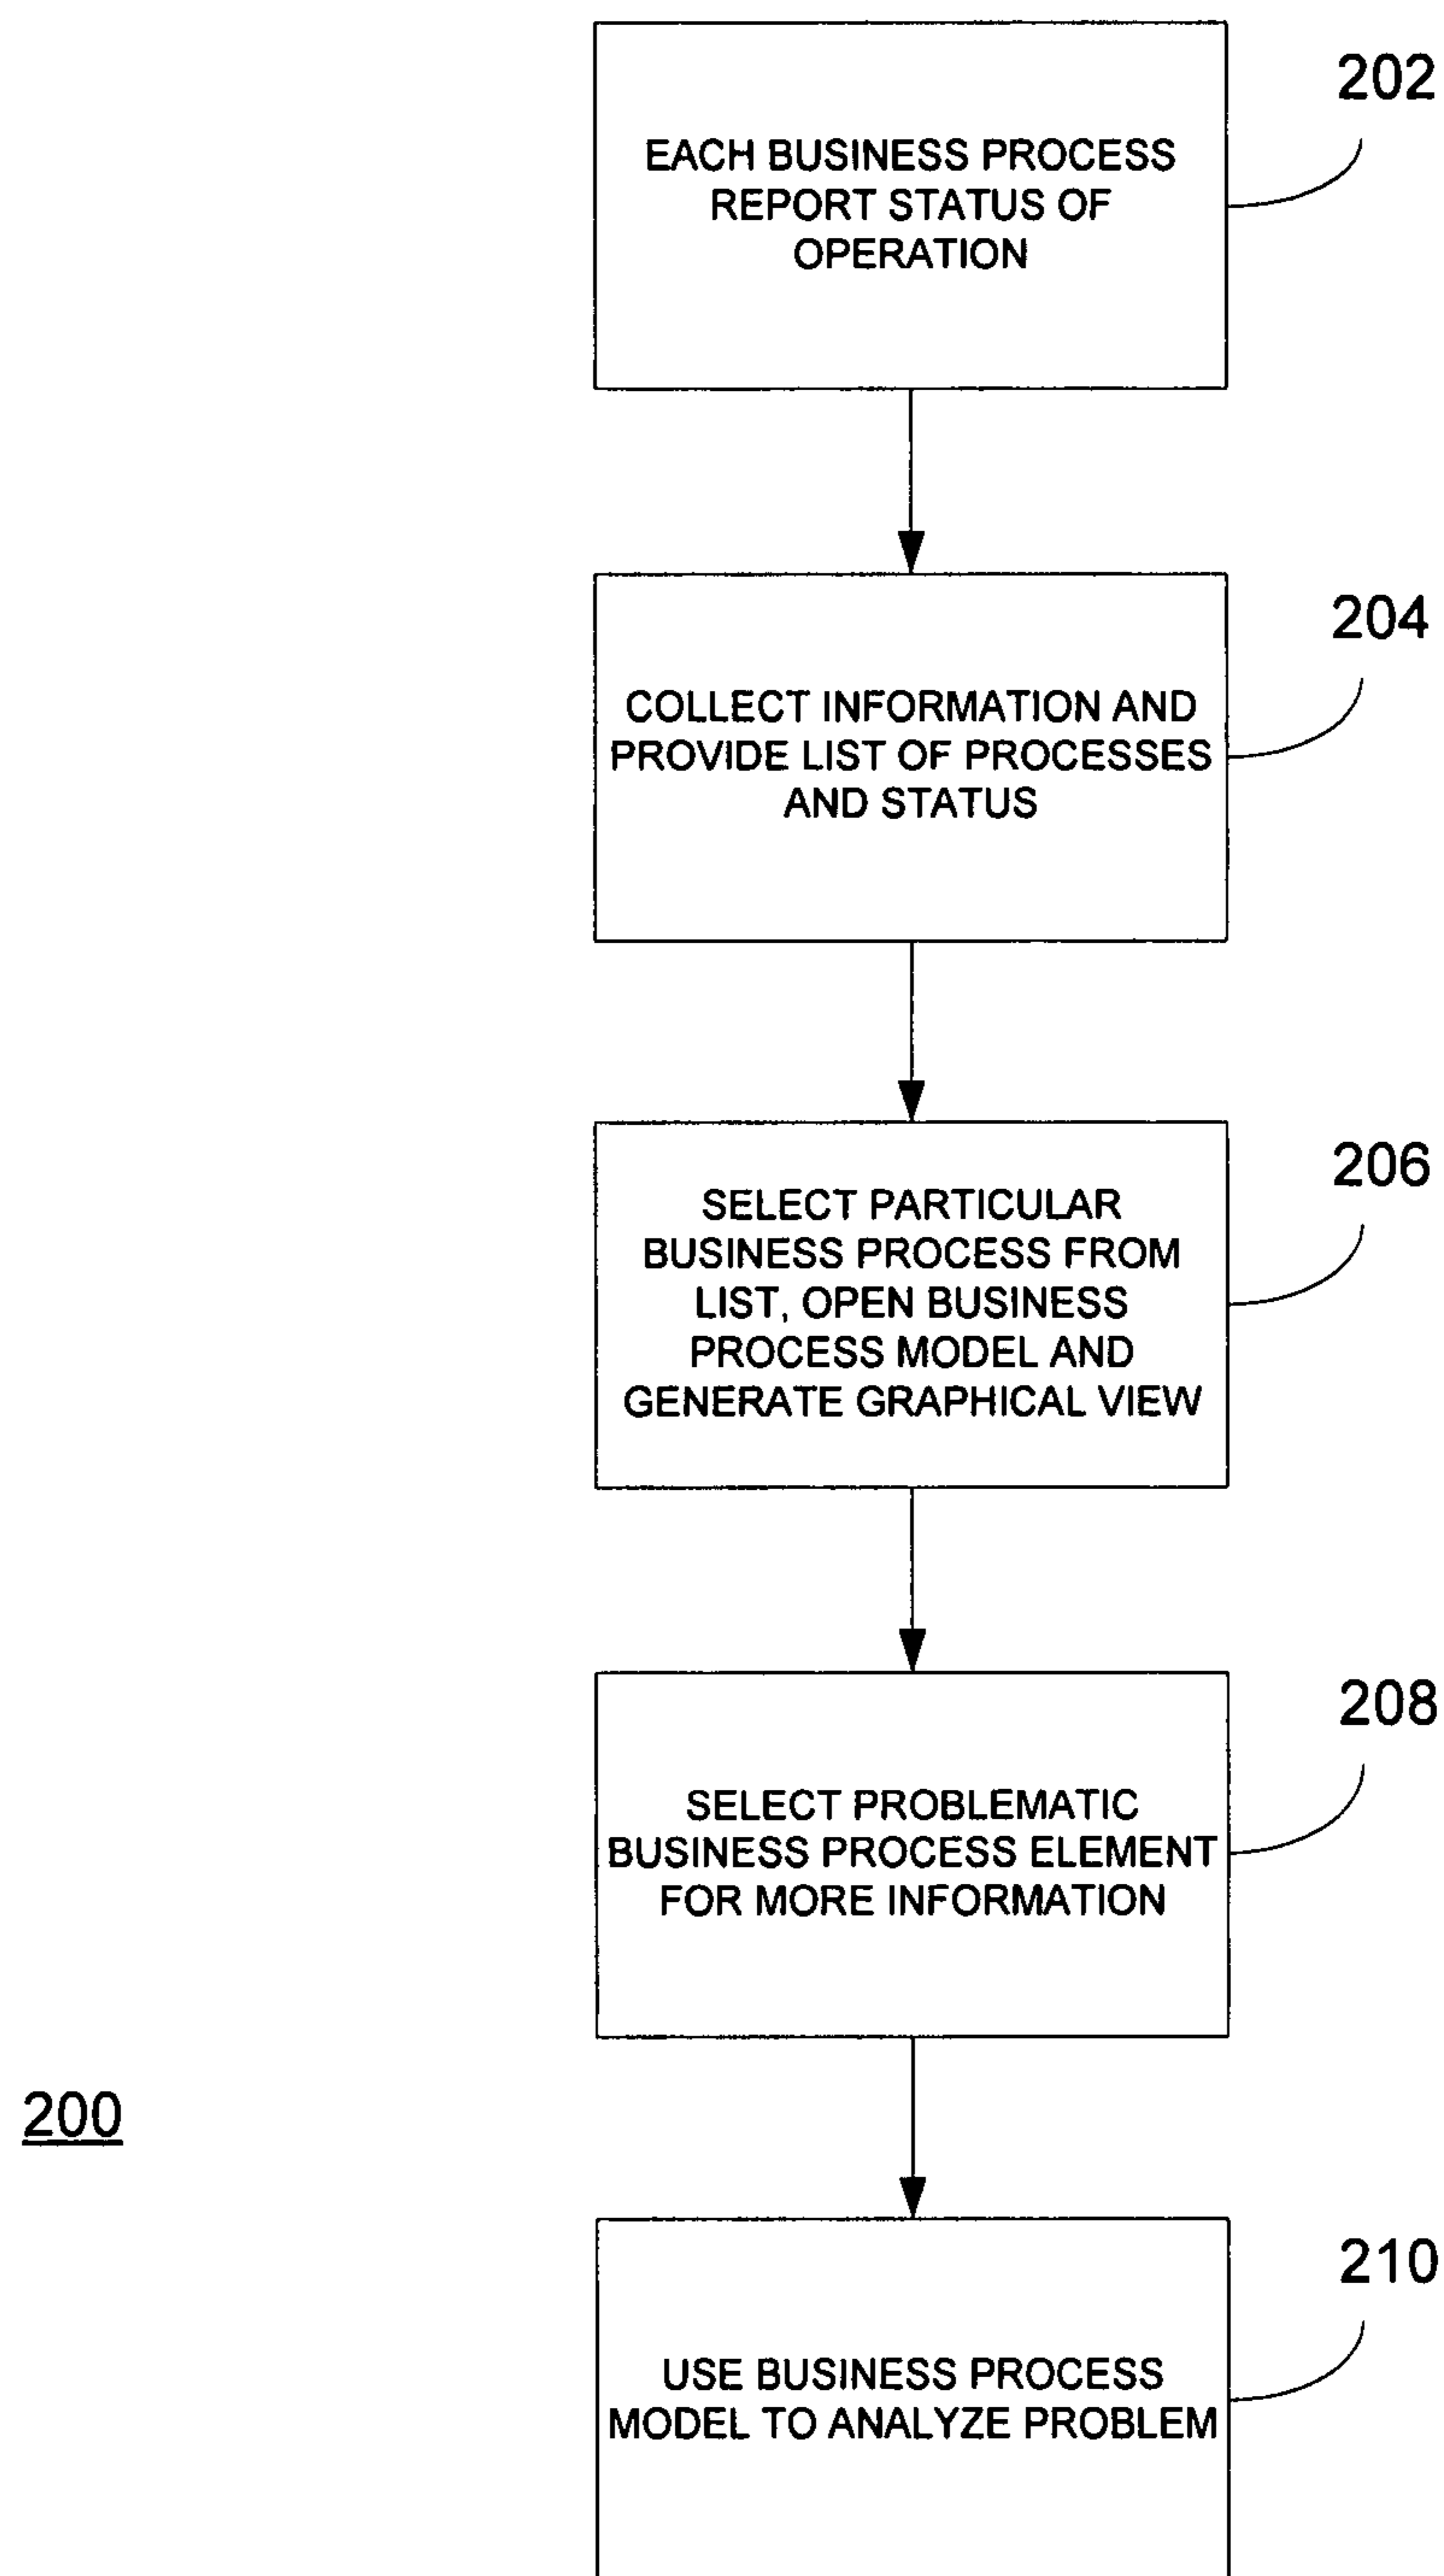 202
EACH BUSINESS PROCESS
REPORT STATUS OF
OPERATION
204
COLLECT INFORMATION AND
PROVIDE LIST OF PROCESSES
AND STATUS
206
SELECT PARTICULAR
BUSINESS PROCESS FROM
LIST, OPEN BUSINESS
PROCESS MODEL AND
GENERATE GRAPHICAL VIEW
208
SELECT PROBLEMATIC
BUSINESS PROCESS ELEMENT
FOR MORE INFORMATION
200
210
USE BUSINESS PROCESS
MODEL TO ANALYZE PROBLEM